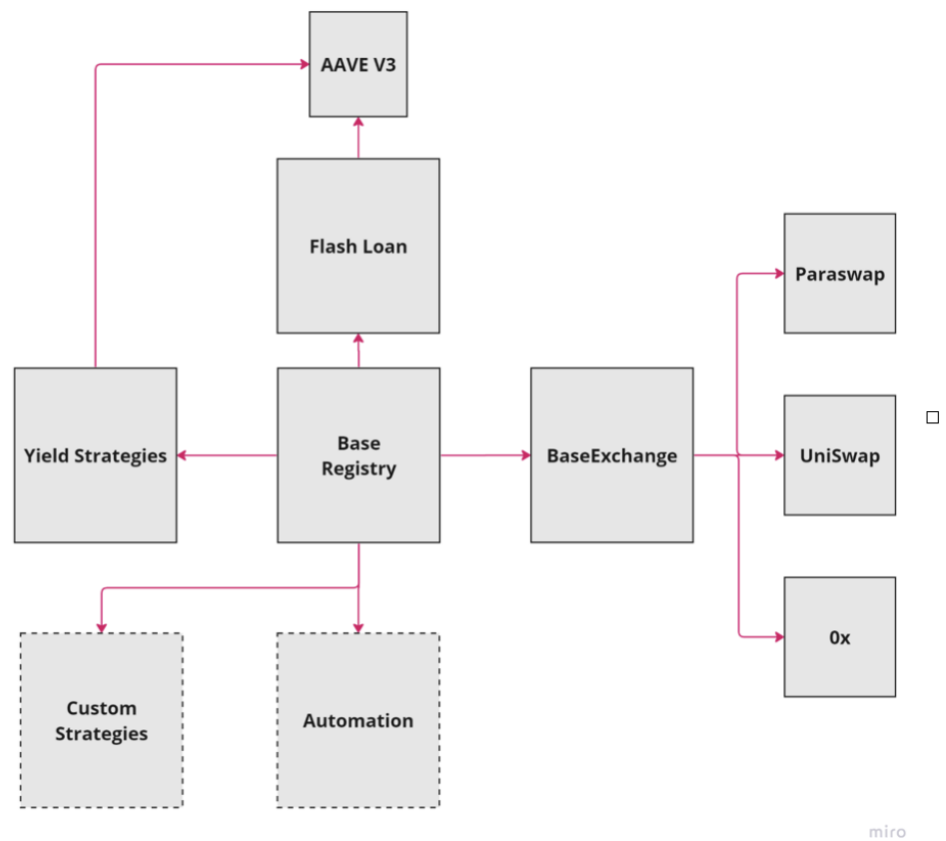 AAVE V3
Flash Loan
Paraswap
Yield Strategies
Base
Registry
BaseExchange
UniSwap
0x
Custom
Strategies
Automation
miro